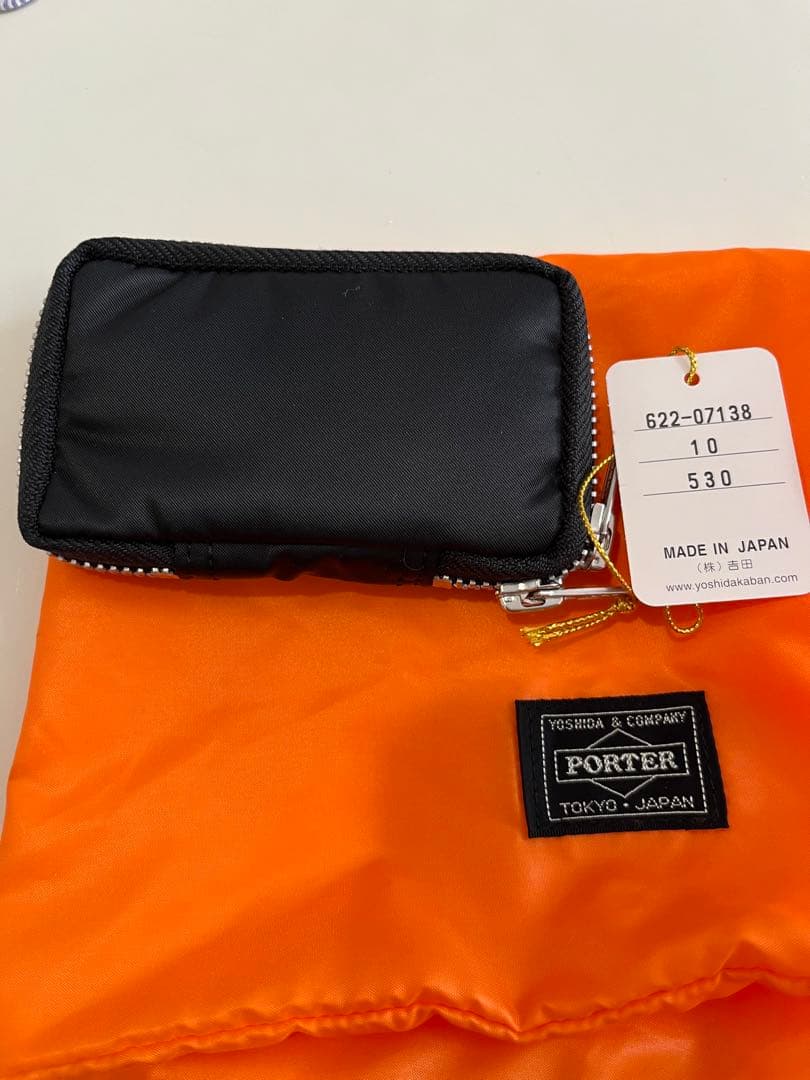 622-07138
10
530
MADE IN JAPAN
(株)吉田
www.yoshidakaban.com
YOSHIDA & COMPANY
PORTER
TOKYO・JAPAN